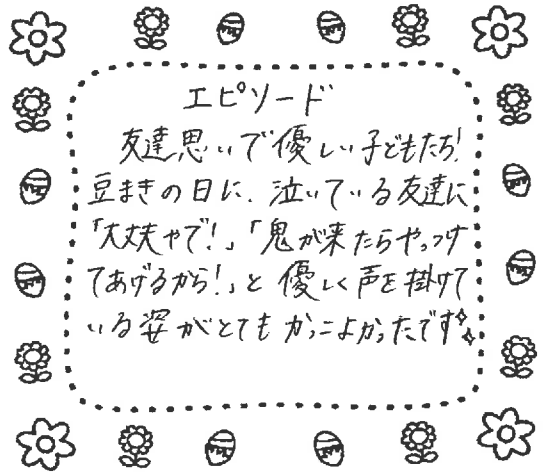 エピソード
友達思いで優しい子どもたち!
豆まきの日に、泣いている友達に
「大丈夫やで!」「鬼が来たらやっつけ
てあげるから!」と優しく声を掛けて
いる姿がとてもかっこよかったです